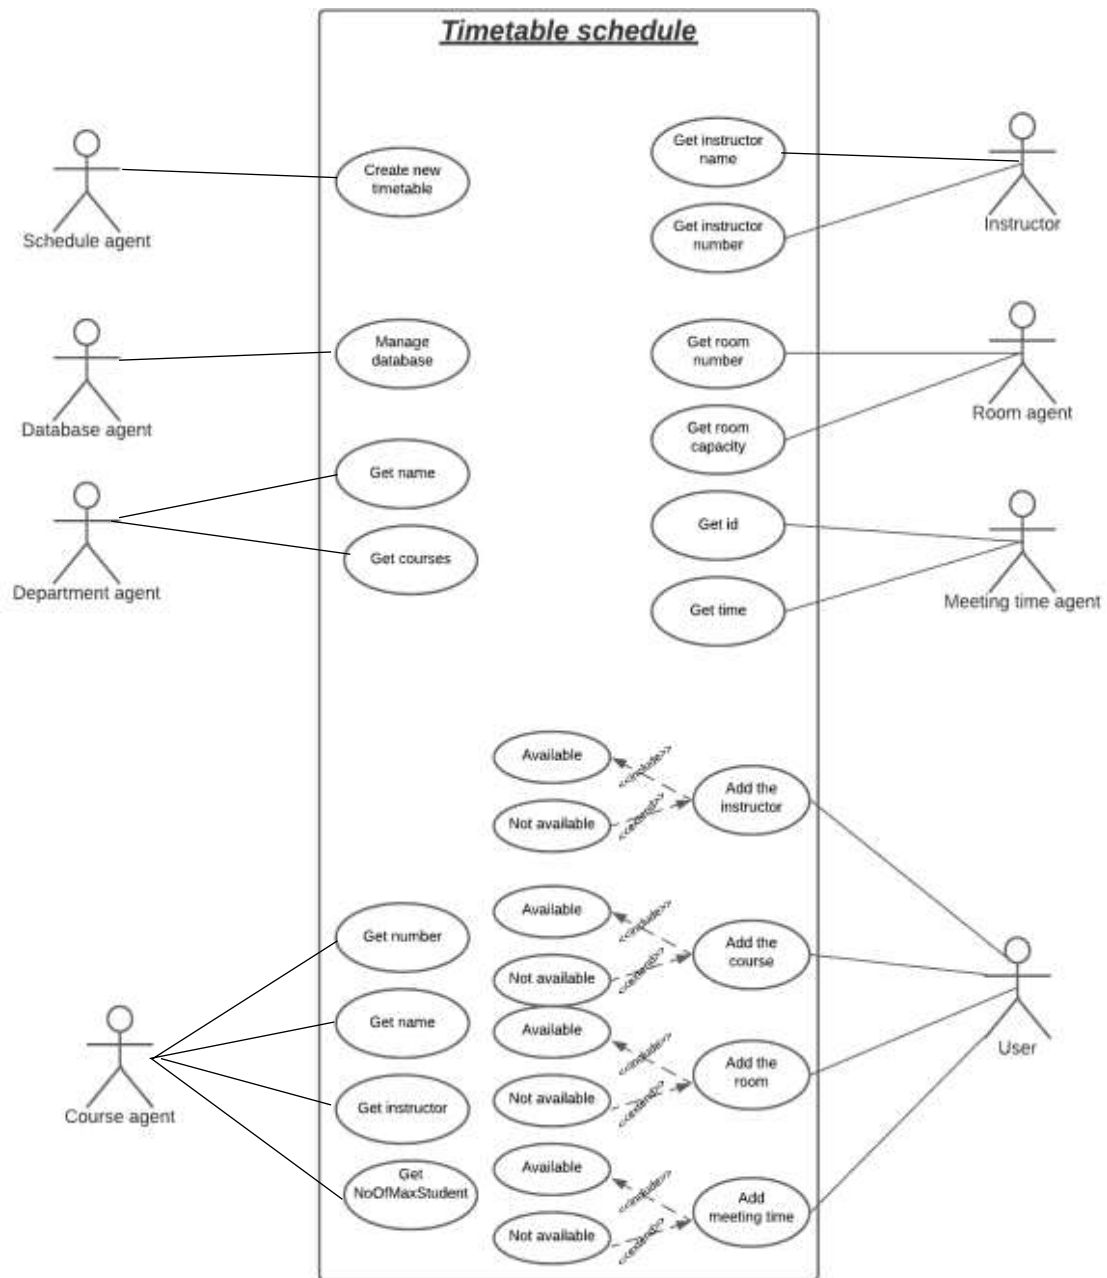 Timetable schedule
Schedule agent
Create new
timetable
Get instructor
name
Get instructor
number
Instructor
Database agent
Manage
database
Get room
number
Get room
capacity
Room agent
Department agent
Get name
Get courses
Get id
Get time
Meeting time agent
Available
<<include>>
Not available
<<extend>>
Add the
instructor
Available
<<include>>
Not available
<<extend>>
Add the
course
Available
<<include>>
Not available
<<extend>>
Add the
room
Available
<<include>>
Not available
<<extend>>
Add
meeting time
User
Course agent
Get number
Get name
Get instructor
Get
NoOfMaxStudent